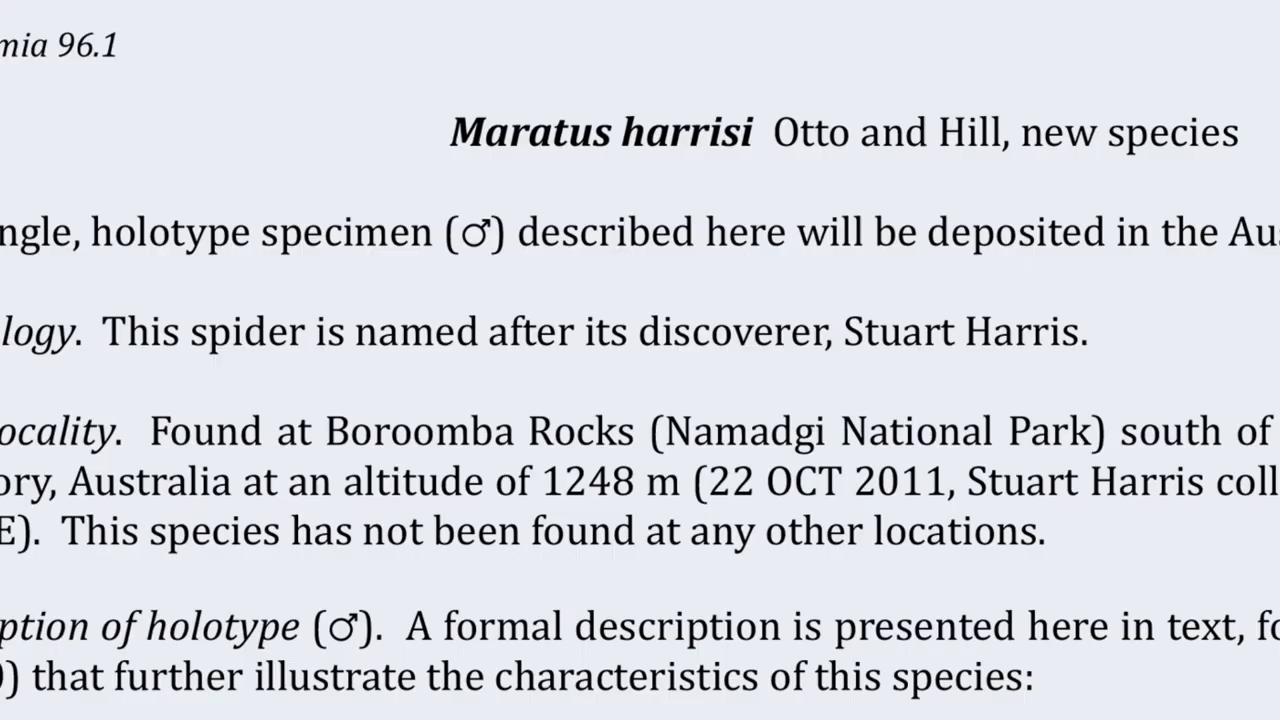 mia 96.1
Maratus harrisi Otto and Hill, new species
ngle, holotype specimen (♂) described here will be deposited in the Aus
logy. This spider is named after its discoverer, Stuart Harris.
ocality. Found at Boroomba Rocks (Namadgi National Park) south of
ory, Australia at an altitude of 1248 m (22 OCT 2011, Stuart Harris coll
E). This species has not been found at any other locations.
ption of holotype (♂). A formal description is presented here in text, fo
) that further illustrate the characteristics of this species: